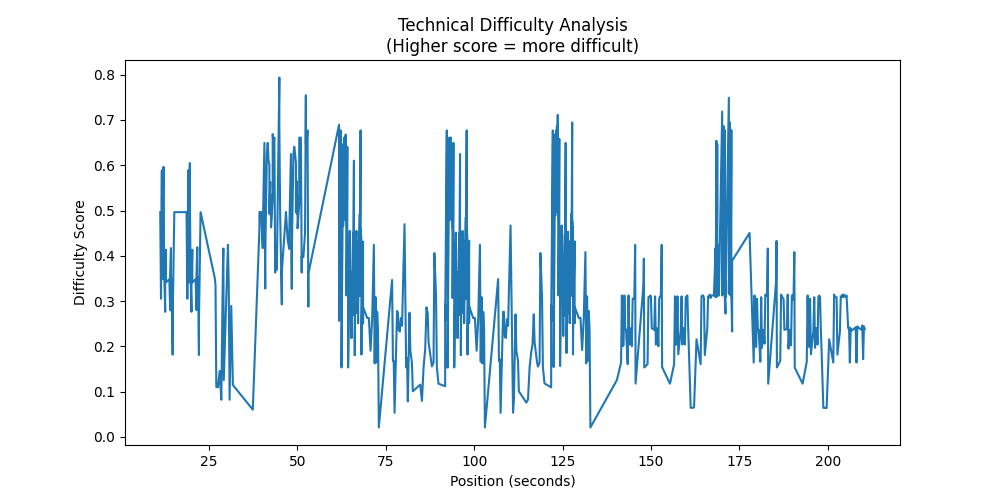 Technical Difficulty Analysis
(Higher score = more difficult)
Difficulty Score
0.8
0.7
0.6
0.5
0.4
0.3
0.2
0.1
0.0
25 50 75 100 125 150 175 200
Position (seconds)